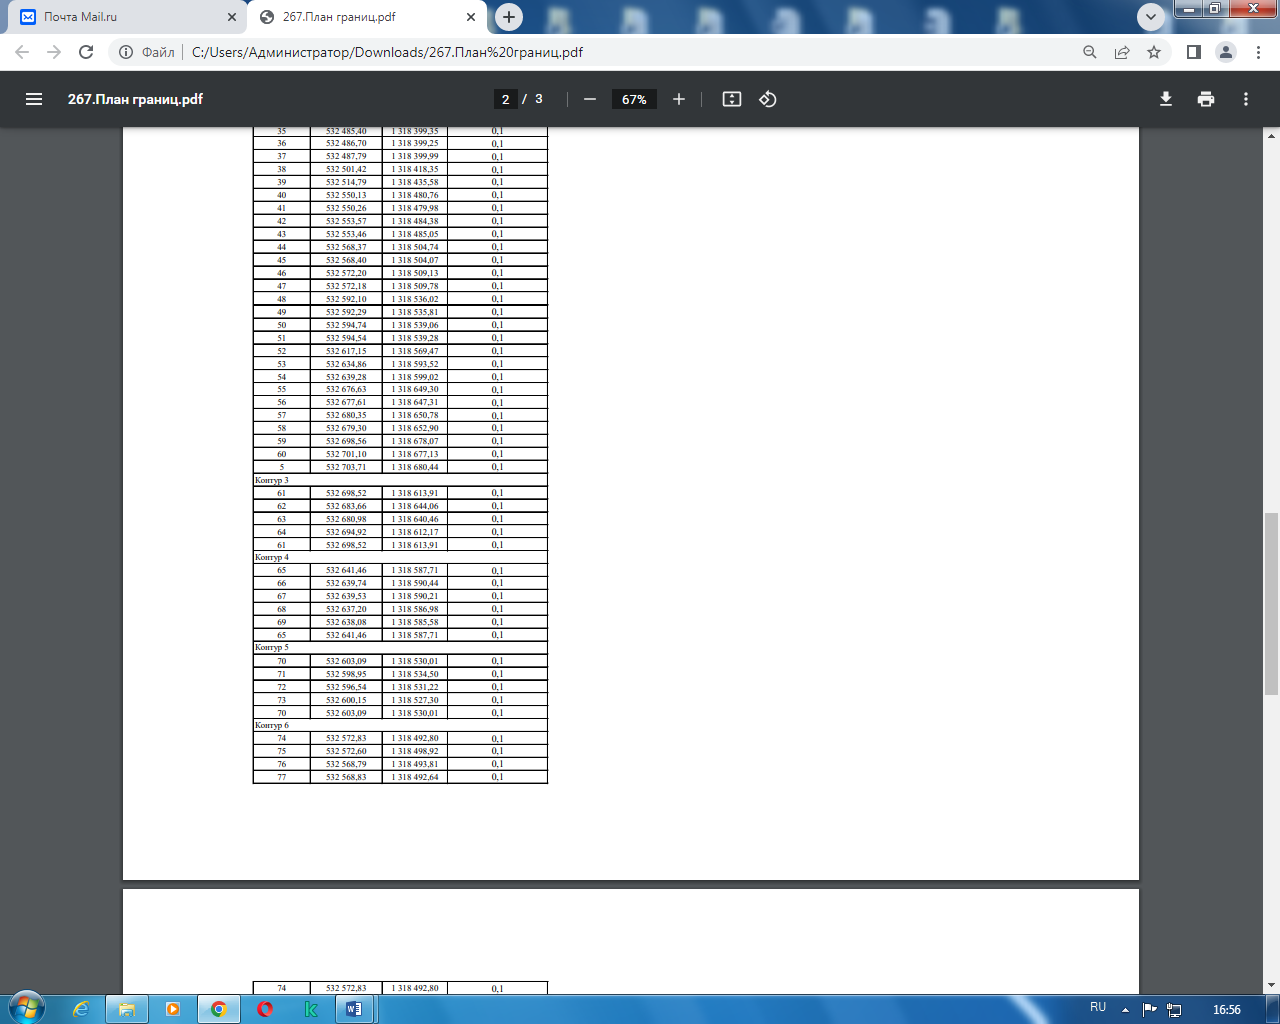 Почта Mail.ru
267.План границ.pdf
Файл C:/Users/Администратор/Downloads/267.План%20границ.pdf
267.План границ.pdf 2 / 3 67%
35 532 485,40 1 318 399,35 0,1
36 532 486,70 1 318 399,25 0,1
37 532 487,79 1 318 399,99 0,1
38 532 501,42 1 318 418,35 0,1
39 532 514,79 1 318 435,58 0,1
40 532 550,13 1 318 480,76 0,1
41 532 550,26 1 318 479,98 0,1
42 532 553,57 1 318 484,38 0,1
43 532 553,46 1 318 485,05 0,1
44 532 568,37 1 318 504,74 0,1
45 532 568,40 1 318 504,07 0,1
46 532 572,20 1 318 509,13 0,1
47 532 572,18 1 318 509,78 0,1
48 532 592,10 1 318 536,02 0,1
49 532 592,29 1 318 535,81 0,1
50 532 594,74 1 318 539,06 0,1
51 532 594,54 1 318 539,28 0,1
52 532 617,15 1 318 569,47 0,1
53 532 634,86 1 318 593,52 0,1
54 532 639,28 1 318 599,02 0,1
55 532 676,63 1 318 649,30 0,1
56 532 677,61 1 318 647,31 0,1
57 532 680,35 1 318 650,78 0,1
58 532 679,30 1 318 652,90 0,1
59 532 698,56 1 318 678,07 0,1
60 532 701,10 1 318 677,13 0,1
5 532 703,71 1 318 680,44 0,1
Контур 3
61 532 698,52 1 318 613,91 0,1
62 532 683,66 1 318 644,06 0,1
63 532 680,98 1 318 640,46 0,1
64 532 694,92 1 318 612,17 0,1
61 532 698,52 1 318 613,91 0,1
Контур 4
65 532 641,46 1 318 587,71 0,1
66 532 639,74 1 318 590,44 0,1
67 532 639,53 1 318 590,21 0,1
68 532 637,20 1 318 586,98 0,1
69 532 638,08 1 318 585,58 0,1
65 532 641,46 1 318 587,71 0,1
Контур 5
70 532 603,09 1 318 530,01 0,1
71 532 598,95 1 318 534,50 0,1
72 532 596,54 1 318 531,22 0,1
73 532 600,15 1 318 527,30 0,1
70 532 603,09 1 318 530,01 0,1
Контур 6
74 532 572,83 1 318 492,80 0,1
75 532 572,60 1 318 498,92 0,1
76 532 568,79 1 318 493,81 0,1
77 532 568,83 1 318 492,64 0,1
74 532 572,83 1 318 492,80 0,1
RU 16:56